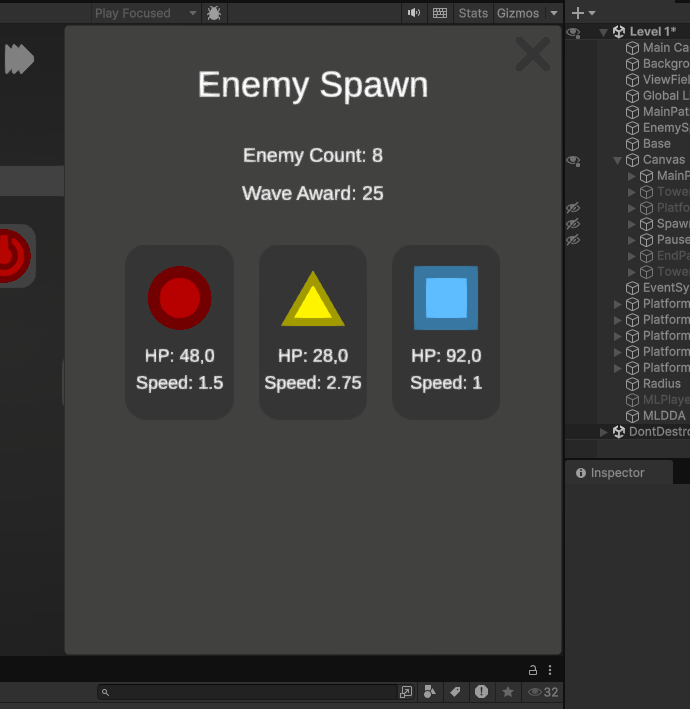 Play Focused
Stats
Gizmos
Level 1*
Main Ca
Backgro
ViewFiel
Global L
MainPat
EnemyS
Base
Canvas
MainP
Towe
Platfo
Spawr
Pause
EndPa
Towe
EventSy
Platform
Platform
Platform
Platform
Platform
Radius
MLPlaye
MLDDA
DontDestro
Inspector
Enemy Spawn
Enemy Count: 8
Wave Award: 25
HP: 48,0
Speed: 1.5
HP: 28,0
Speed: 2.75
HP: 92,0
Speed: 1
32